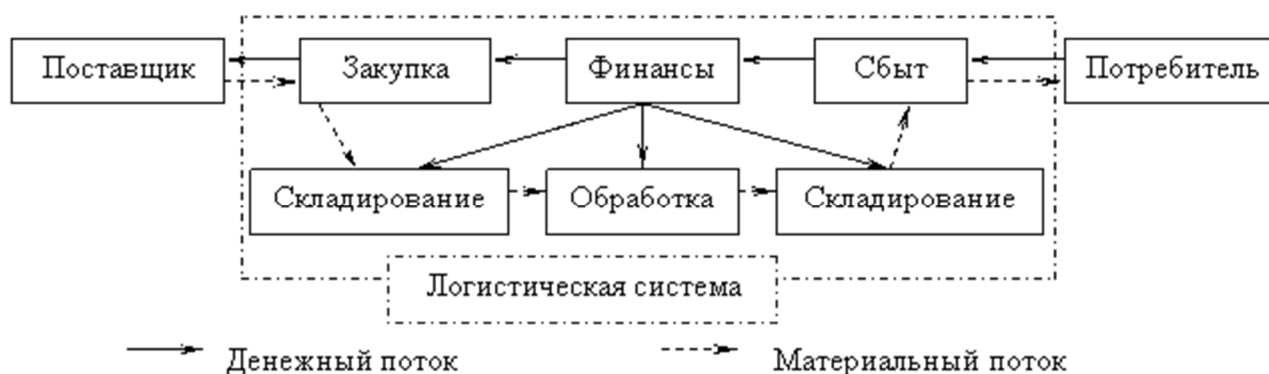 Поставщик
Закупка
Финансы
Сбыт
Потребитель
Складирование
Обработка
Складирование
Логистическая система
Денежный поток
Материальный поток